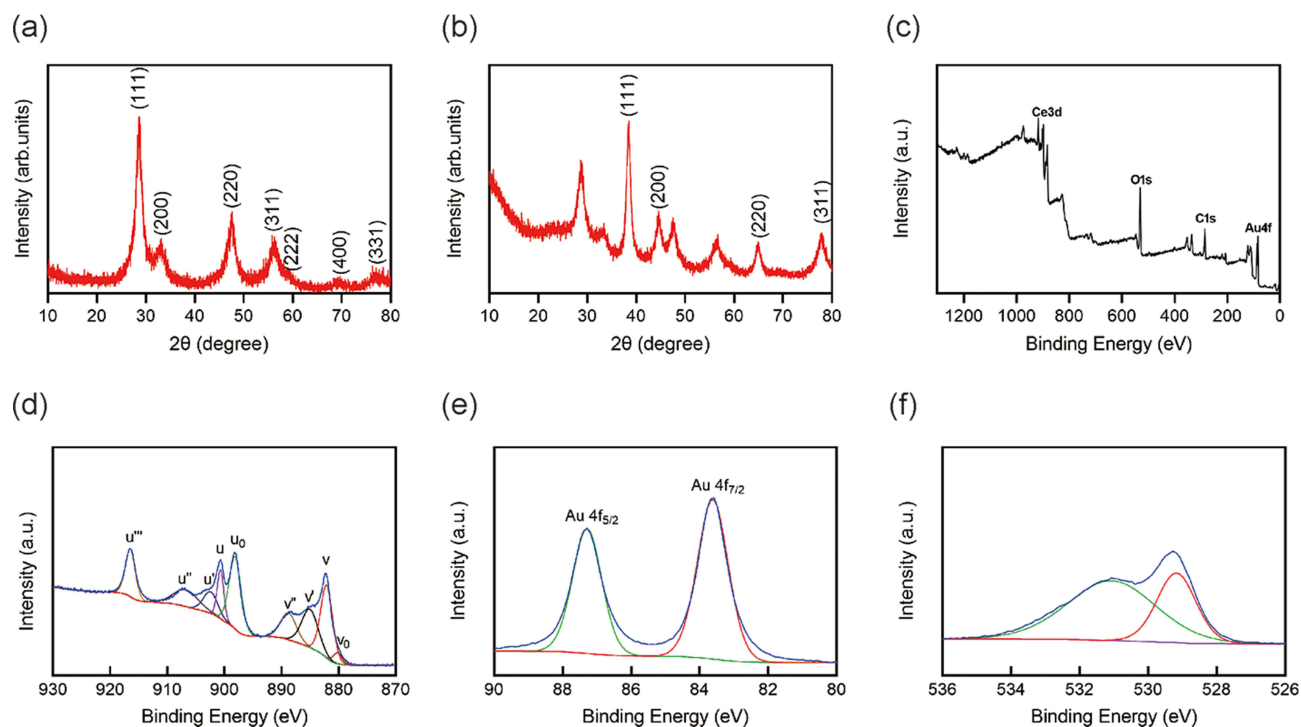 (a)
(b)
(c)
Intensity (arb.units)
(111)
(200)
(220)
(311)
(222)
(400)
(331)
10 20 30 40 50 60 70 80
2θ (degree)
Intensity (arb.units)
(111)
(200)
(220)
(311)
10 20 30 40 50 60 70 80
2θ (degree)
Intensity (a.u.)
Ce3d
O1s
C1s
Au4f
1200 1000 800 600 400 200 0
Binding Energy (eV)
(d)
(e)
(f)
Intensity (a.u.)
u'''
u''
u'
u
u₀
v''
v'
v
v₀
930 920 910 900 890 880 870
Binding Energy (eV)
Intensity (a.u.)
Au 4f₅/₂
Au 4f₇/₂
90 88 86 84 82 80
Binding Energy (eV)
Intensity (a.u.)
536 534 532 530 528 526
Binding Energy (eV)